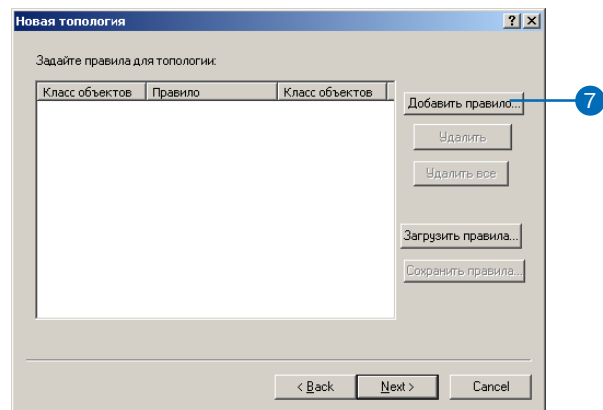 Новая топология
Задайте правила для топологии:
Класс объектов Правило Класс объектов
Добавить правило...
7
Удалить
Удалить все
Загрузить правила...
Сохранить правила...
< Back Next > Cancel